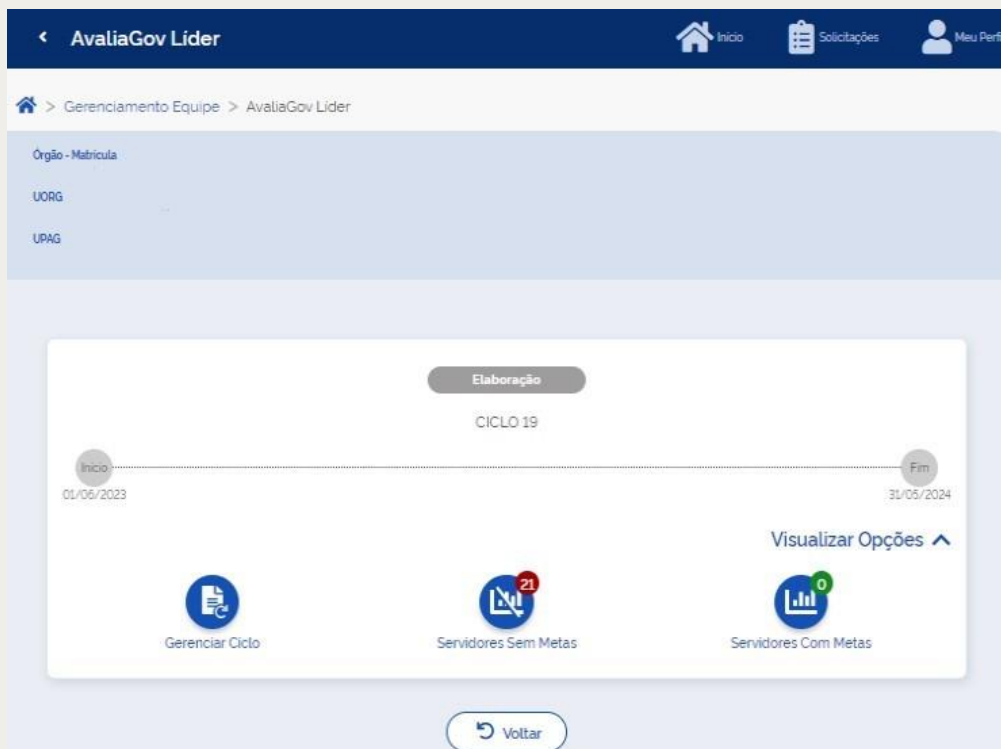 AvaliaGov Líder
Início
Solicitações
Meu Perfi
> Gerenciamento Equipe > AvaliaGov Líder
Órgão - Matrícula
UORG
UPAG
Elaboração
CICLO 19
Início
Fim
01/06/2023
31/05/2024
Visualizar Opções
21
0
Gerenciar Ciclo
Servidores Sem Metas
Servidores Com Metas
Voltar